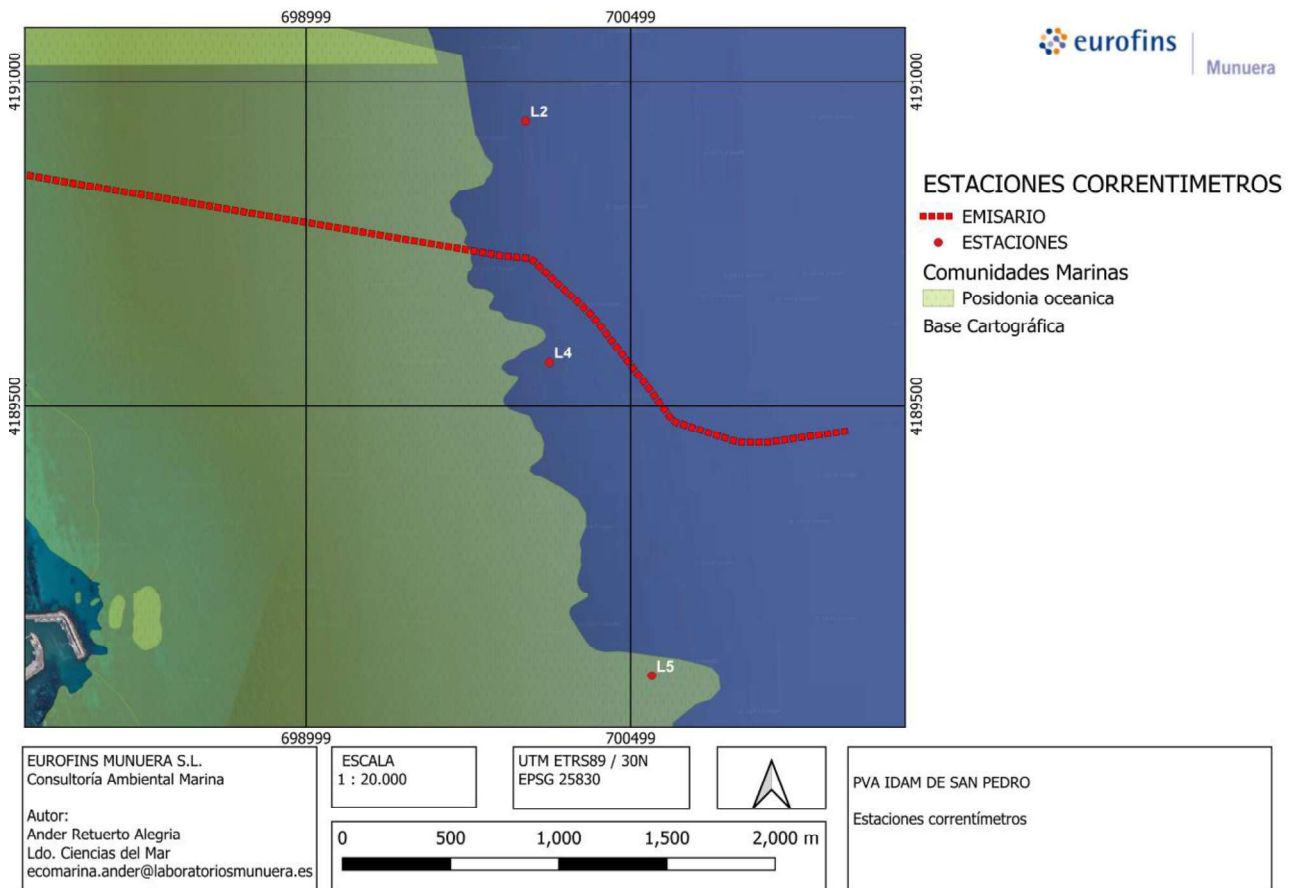 698999
700499
4191000
4191000
L2
L4
4189500
4189500
L5
698999
700499
eurofins
Munuera
ESTACIONES CORRENTIMETROS
EMISARIO
ESTACIONES
Comunidades Marinas
Posidonia oceanica
Base Cartográfica
EUROFINS MUNUERA S.L.
Consultoría Ambiental Marina
Autor:
Ander Retuerto Alegria
Ldo. Ciencias del Mar
ecomarina.ander@laboratoriosmunuera.es
ESCALA
1 : 20.000
UTM ETRS89 / 30N
EPSG 25830
0 500 1,000 1,500 2,000 m
PVA IDAM DE SAN PEDRO
Estaciones correntímetros